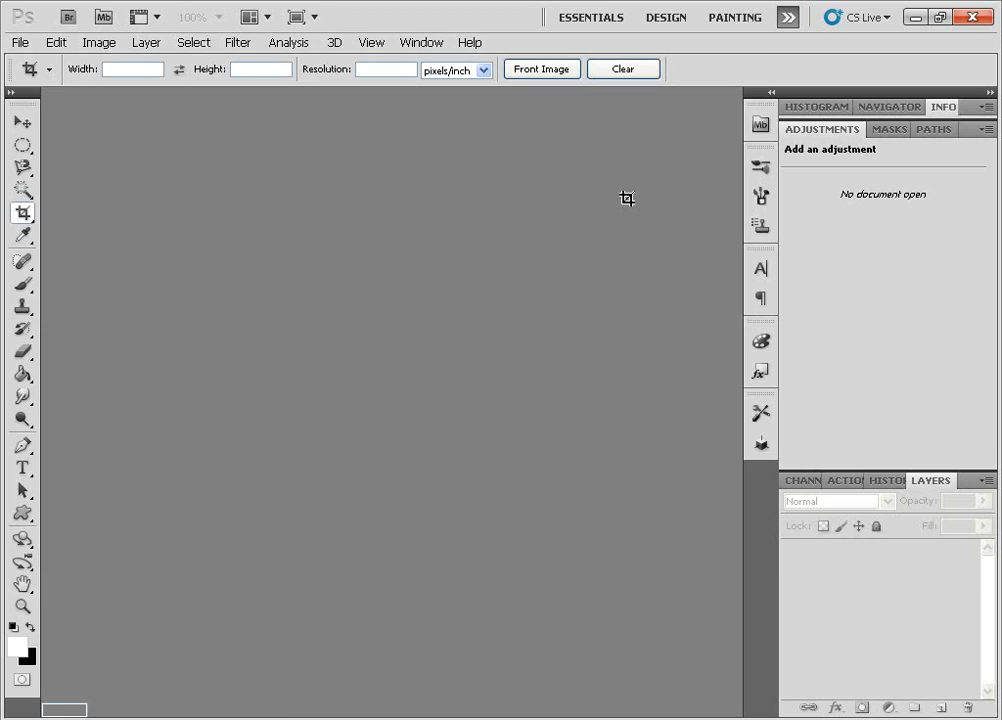 Ps Br Mb 100% ESSENTIALS DESIGN PAINTING CS Live
File Edit Image Layer Select Filter Analysis 3D View Window Help
Width: Height: Resolution: pixels/inch Front Image Clear
HISTOGRAM NAVIGATOR INFO
Mb
ADJUSTMENTS MASKS PATHS
Add an adjustment
No document open
CHANN ACTIO HISTO LAYERS
Normal Opacity:
Lock: Fill: